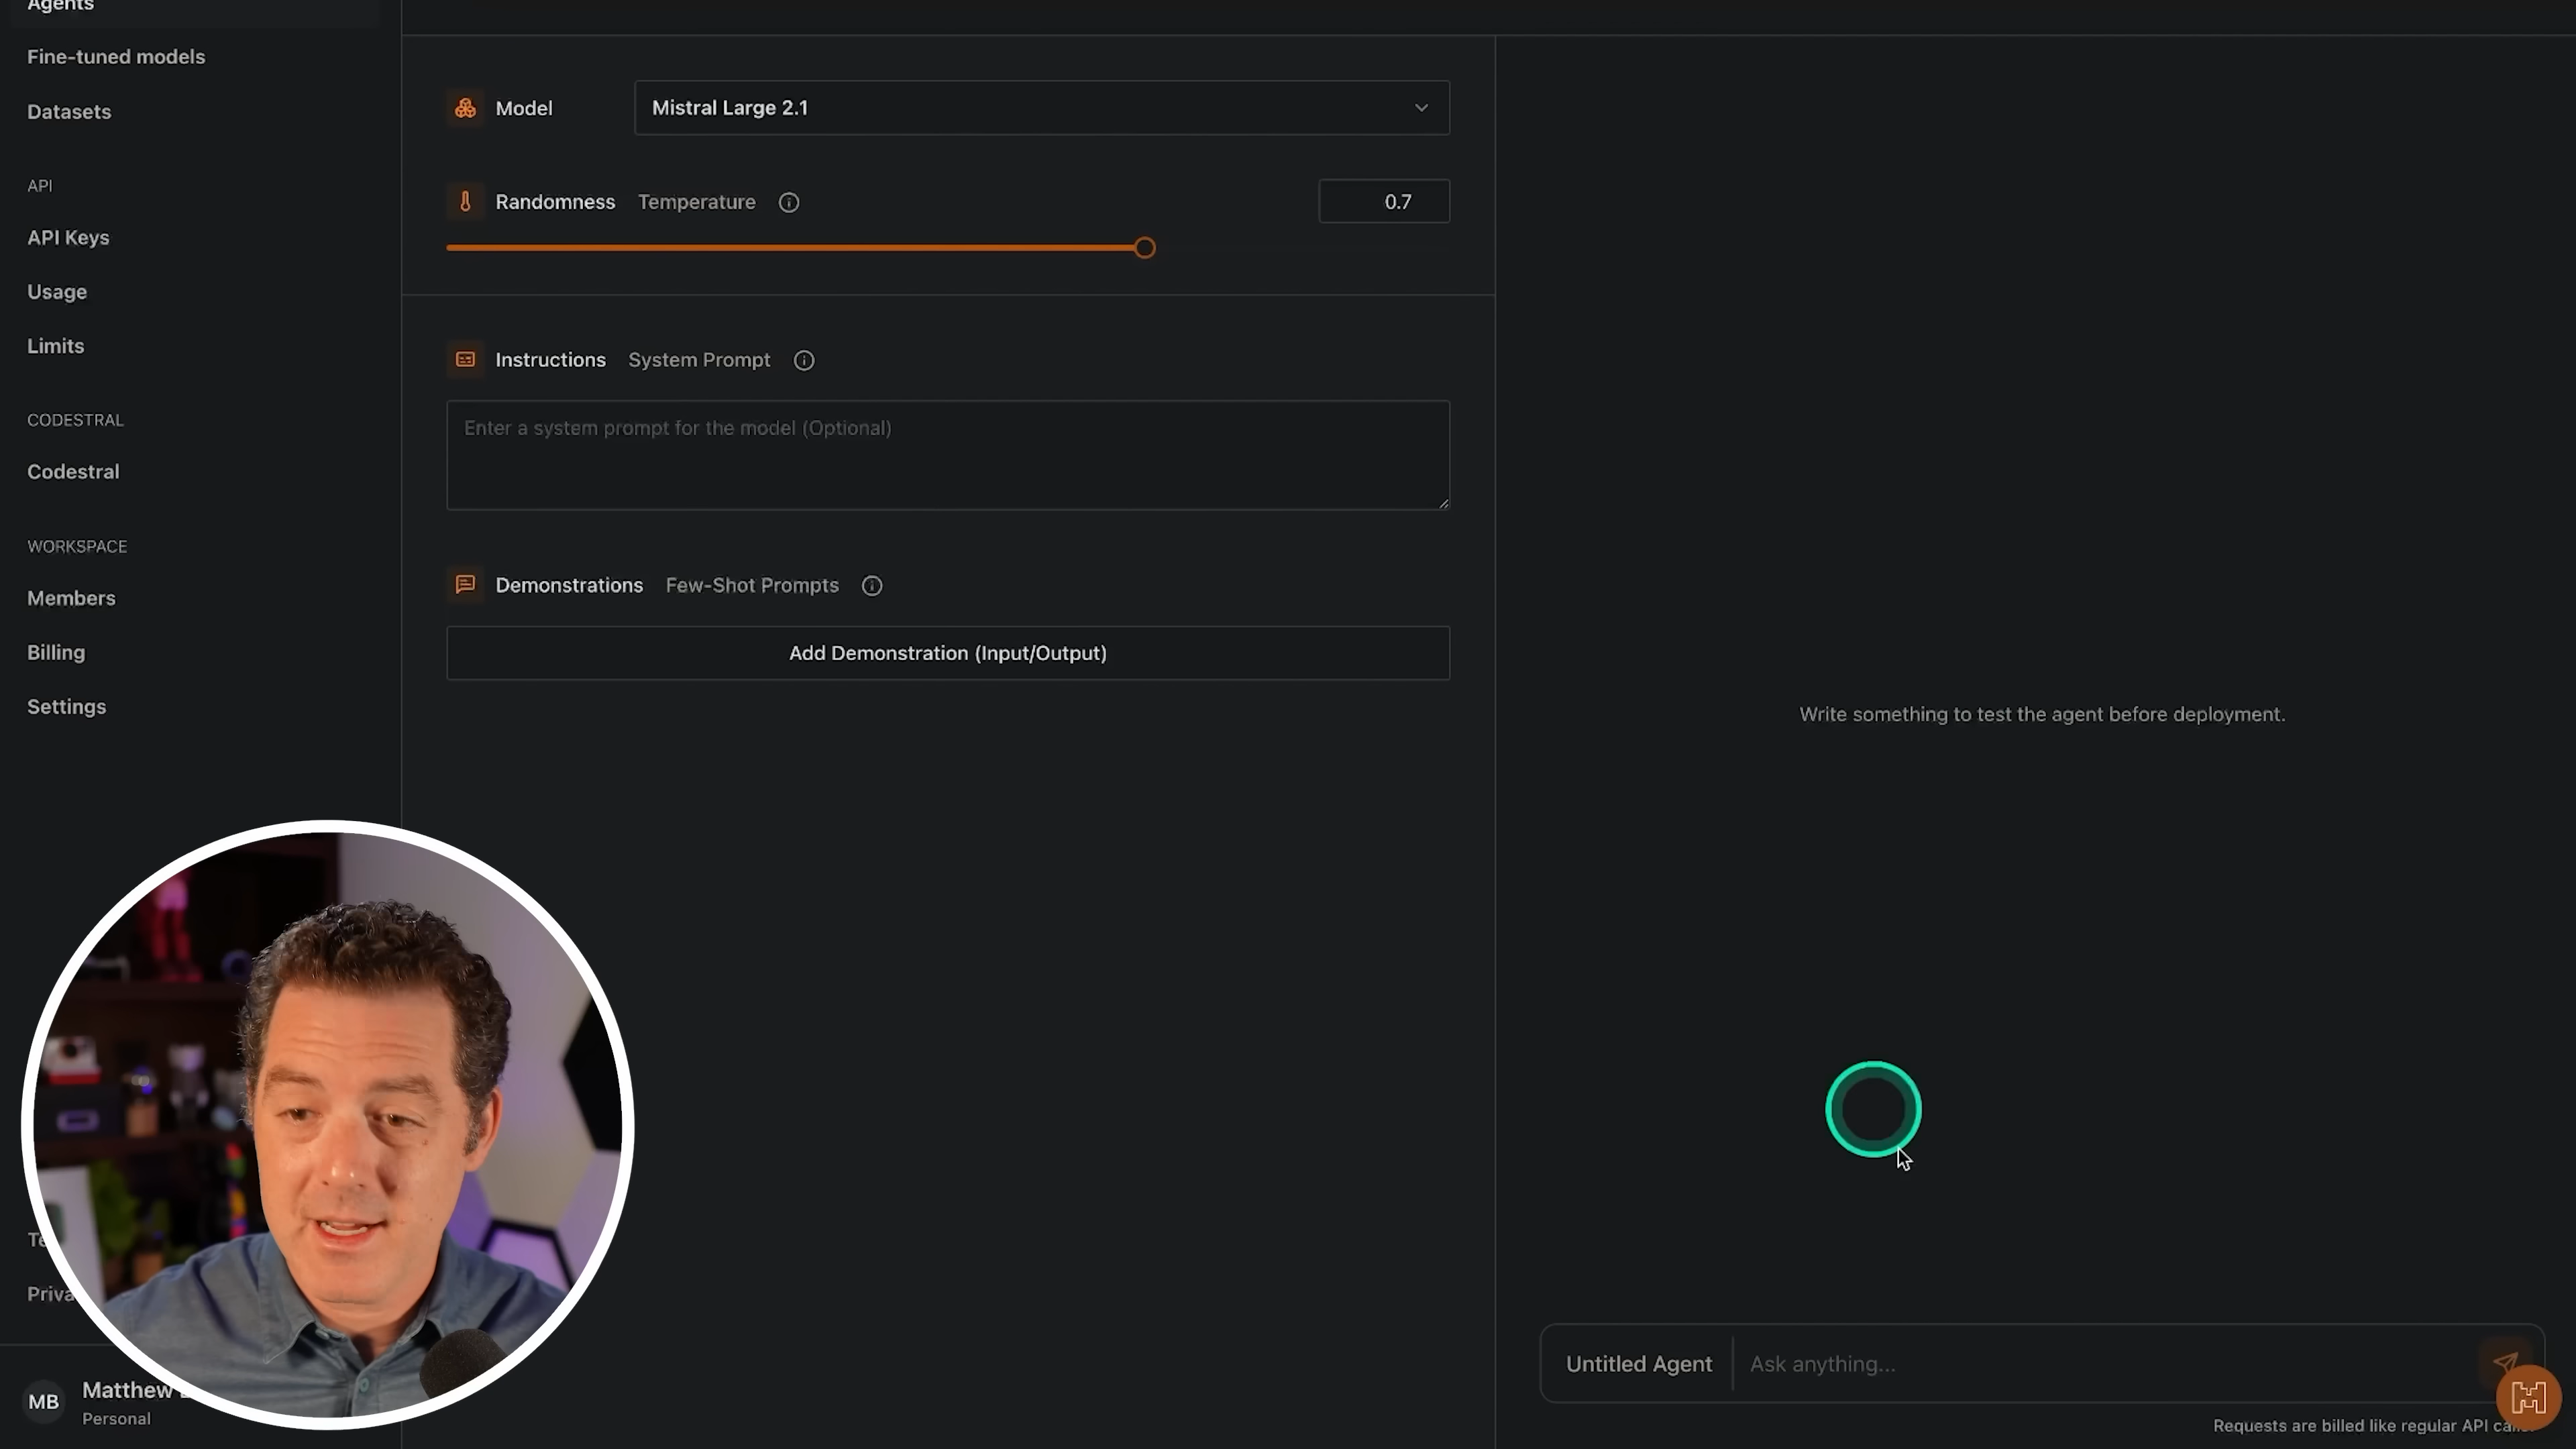 Agents
Fine-tuned models
Datasets
API
API Keys
Usage
Limits
CODESTRAL
Codestral
WORKSPACE
Members
Billing
Settings
MB
Matthew
Personal
Model
Mistral Large 2.1
Randomness Temperature
0.7
Instructions System Prompt
Enter a system prompt for the model (Optional)
Demonstrations Few-Shot Prompts
Add Demonstration (Input/Output)
Write something to test the agent before deployment.
Untitled Agent
Ask anything...
Requests are billed like regular API